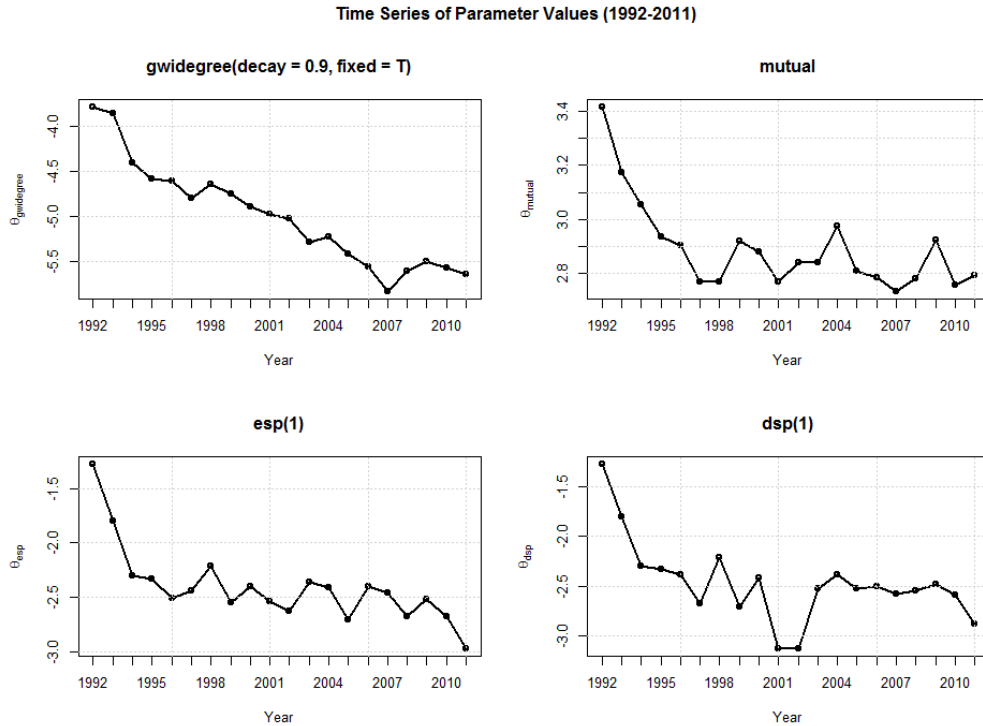 Time Series of Parameter Values (1992-2011)
gwidegree(decay = 0.9, fixed = T)
θgwidegree
-4.0
-4.5
-5.0
-5.5
1992 1995 1998 2001 2004 2007 2010
Year
mutual
θmutual
3.4
3.2
3.0
2.8
1992 1995 1998 2001 2004 2007 2010
Year
esp(1)
θesp
-1.5
-2.0
-2.5
-3.0
1992 1995 1998 2001 2004 2007 2010
Year
dsp(1)
θdsp
-1.5
-2.0
-2.5
-3.0
1992 1995 1998 2001 2004 2007 2010
Year